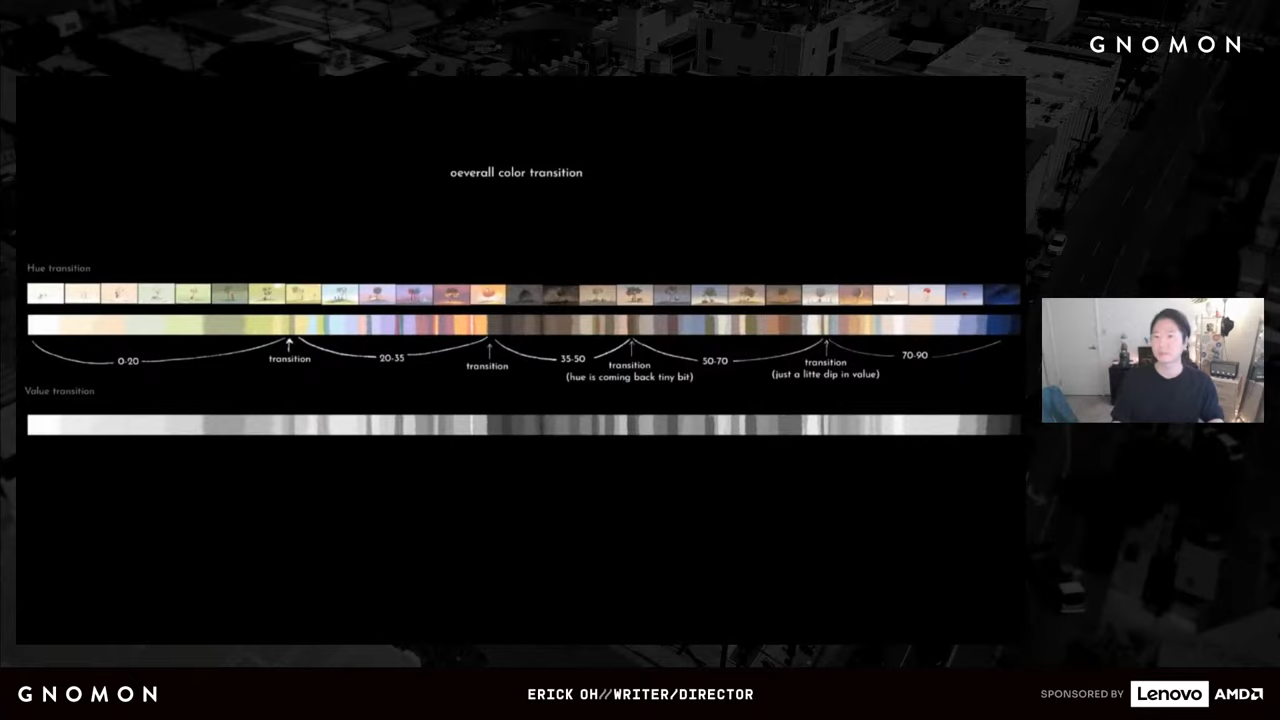 GNOMON
oeverall color transition
Hue transition
0-20
transition
20-35
transition
35-50
transition
(hue is coming back tiny bit)
50-70
transition
(just a litte dip in value)
70-90
Value transition
GNOMON
ERICK OH//WRITER/DIRECTOR
SPONSORED BY Lenovo AMD